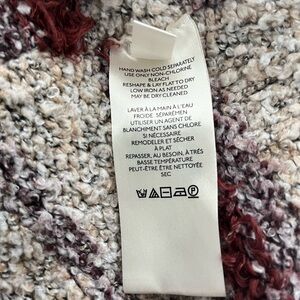 HAND WASH COLD SEPARATELY
USE ONLY NON-CHLORINE
BLEACH
RESHAPE & LAY FLAT TO DRY
LOW IRON AS NEEDED
MAY BE DRY CLEANED
LAVER À LA MAIN À L'EAU
FROIDE SÉPARÉMEN
UTILISER UN AGENT DE
BLANCHIMENT SANS CHLORE
SI NÉCESSAIRE
REMODELER ET SÉCHER
À PLAT
REPASSER, AU BESOIN, À TRÈS
BASSE TEMPÉRATURE
PEUT-ÊTRE ÊTRE NETTOYÉE
SEC